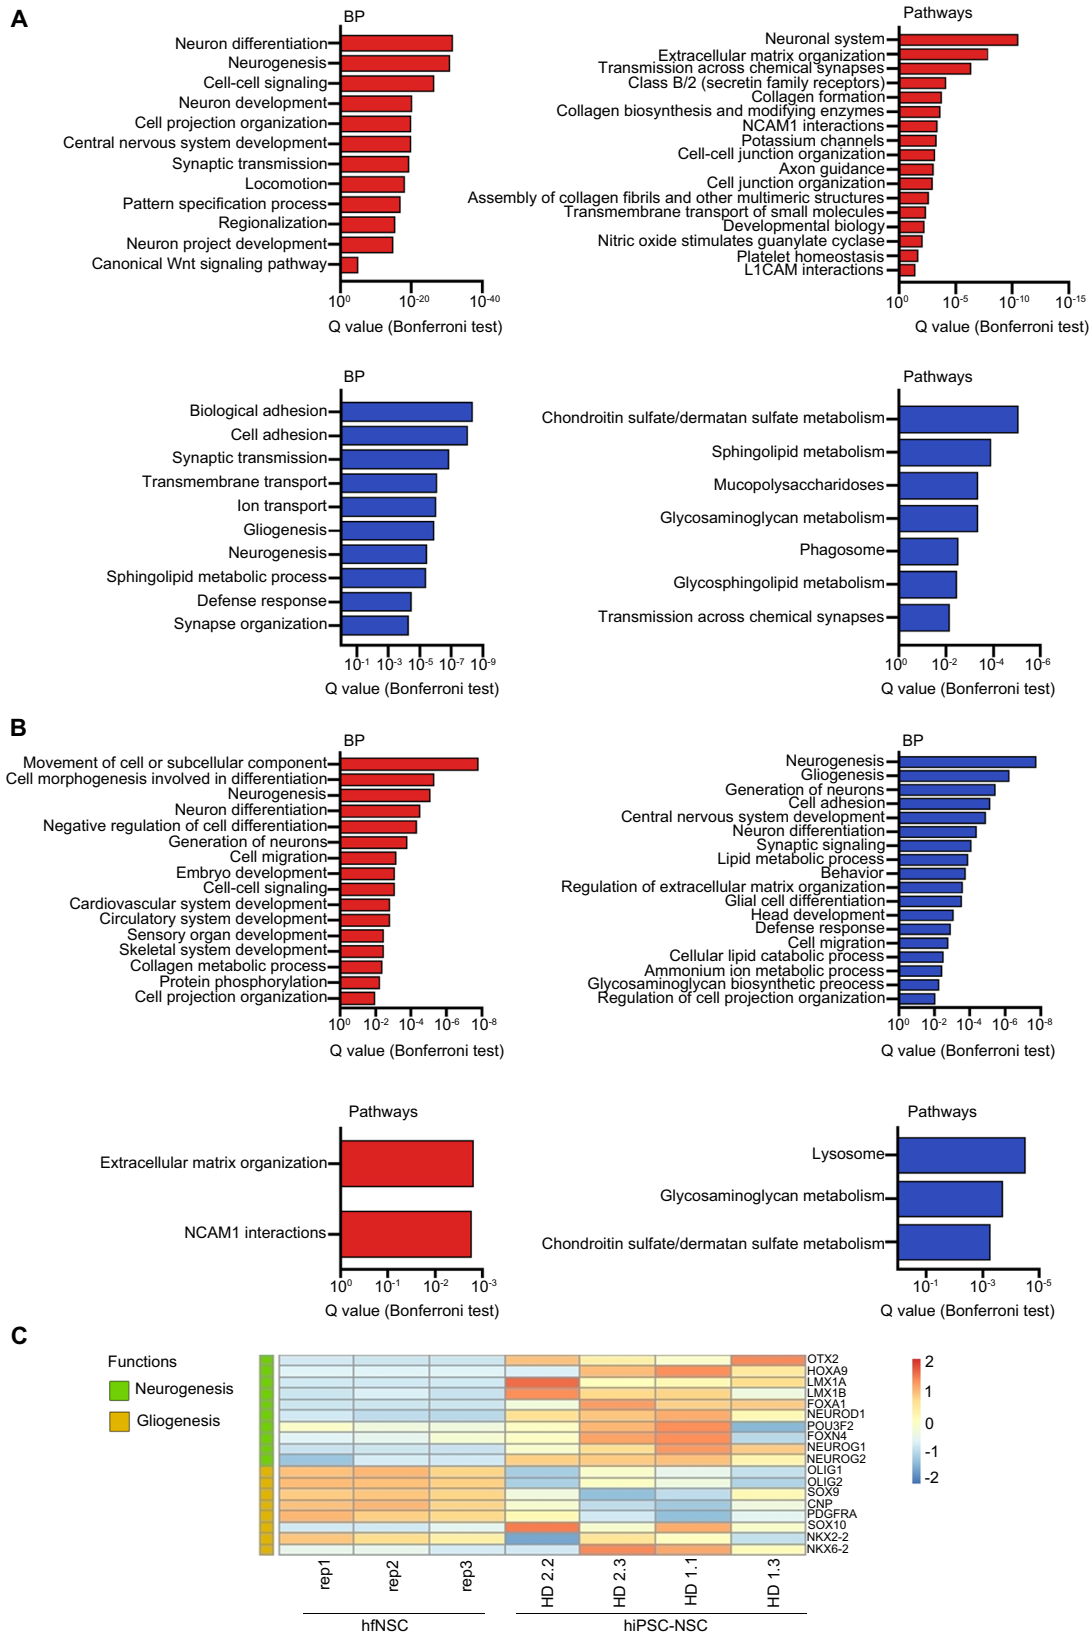 A
BP
Neuron differentiation
Neurogenesis
Cell-cell signaling
Neuron development
Cell projection organization
Central nervous system development
Synaptic transmission
Locomotion
Pattern specification process
Regionalization
Neuron project development
Canonical Wnt signaling pathway
10⁰ 10⁻²⁰ 10⁻⁴⁰
Q value (Bonferroni test)
Pathways
Neuronal system
Extracellular matrix organization
Transmission across chemical synapses
Class B/2 (secretin family receptors)
Collagen formation
Collagen biosynthesis and modifying enzymes
NCAM1 interactions
Potassium channels
Cell-cell junction organization
Axon guidance
Cell junction organization
Assembly of collagen fibrils and other multimeric structures
Transmembrane transport of small molecules
Developmental biology
Nitric oxide stimulates guanylate cyclase
Platelet homeostasis
L1CAM interactions
10⁰ 10⁻⁵ 10⁻¹⁰ 10⁻¹⁵
Q value (Bonferroni test)
BP
Biological adhesion
Cell adhesion
Synaptic transmission
Transmembrane transport
Ion transport
Gliogenesis
Neurogenesis
Sphingolipid metabolic process
Defense response
Synapse organization
10⁻¹ 10⁻³ 10⁻⁵ 10⁻⁷ 10⁻⁹
Q value (Bonferroni test)
Pathways
Chondroitin sulfate/dermatan sulfate metabolism
Sphingolipid metabolism
Mucopolysaccharidoses
Glycosaminoglycan metabolism
Phagosome
Glycosphingolipid metabolism
Transmission across chemical synapses
10⁰ 10⁻² 10⁻⁴ 10⁻⁶
Q value (Bonferroni test)
B
BP
Movement of cell or subcellular component
Cell morphogenesis involved in differentiation
Neurogenesis
Neuron differentiation
Negative regulation of cell differentiation
Generation of neurons
Cell migration
Embryo development
Cell-cell signaling
Cardiovascular system development
Circulatory system development
Sensory organ development
Skeletal system development
Collagen metabolic process
Protein phosphorylation
Cell projection organization
10⁰ 10⁻² 10⁻⁴ 10⁻⁶ 10⁻⁸
Q value (Bonferroni test)
BP
Neurogenesis
Gliogenesis
Generation of neurons
Cell adhesion
Central nervous system development
Neuron differentiation
Synaptic signaling
Lipid metabolic process
Behavior
Regulation of extracellular matrix organization
Glial cell differentiation
Head development
Defense response
Cell migration
Cellular lipid catabolic process
Ammonium ion metabolic process
Glycosaminoglycan biosynthetic preocess
Regulation of cell projection organization
10⁰ 10⁻² 10⁻⁴ 10⁻⁶ 10⁻⁸
Q value (Bonferroni test)
Pathways
Extracellular matrix organization
NCAM1 interactions
10⁰ 10⁻¹ 10⁻² 10⁻³
Q value (Bonferroni test)
Pathways
Lysosome
Glycosaminoglycan metabolism
Chondroitin sulfate/dermatan sulfate metabolism
10⁻¹ 10⁻³ 10⁻⁵
Q value (Bonferroni test)
C
Functions
Neurogenesis
Gliogenesis
OTX2
HOXA9
LMX1A
LMX1B
FOXA1
NEUROD1
POU3F2
FOXN4
NEUROG1
NEUROG2
OLIG1
OLIG2
SOX9
CNP
PDGFRA
SOX10
NKX2-2
NKX6-2
2
1
0
-1
-2
rep1 rep2 rep3 HD 2.2 HD 2.3 HD 1.1 HD 1.3
hfNSC hiPSC-NSC